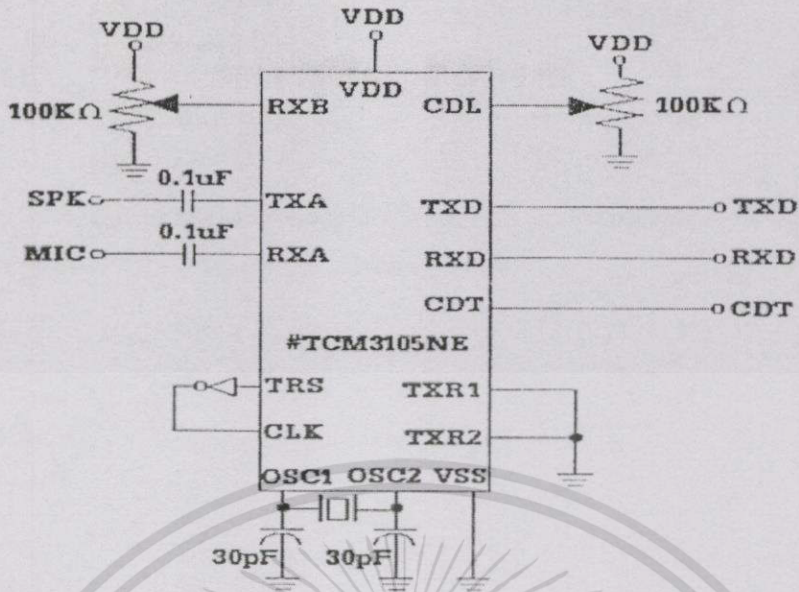 VDD
VDD
VDD
VDD
100KΩ
RXB
CDL
100KΩ
0.1uF
SPK
TXA
TXD
TXD
0.1uF
MIC
RXA
RXD
RXD
CDT
CDT
#TCM3105NE
TRS
TXR1
CLK
TXR2
OSC1 OSC2 VSS
30pF 30pF